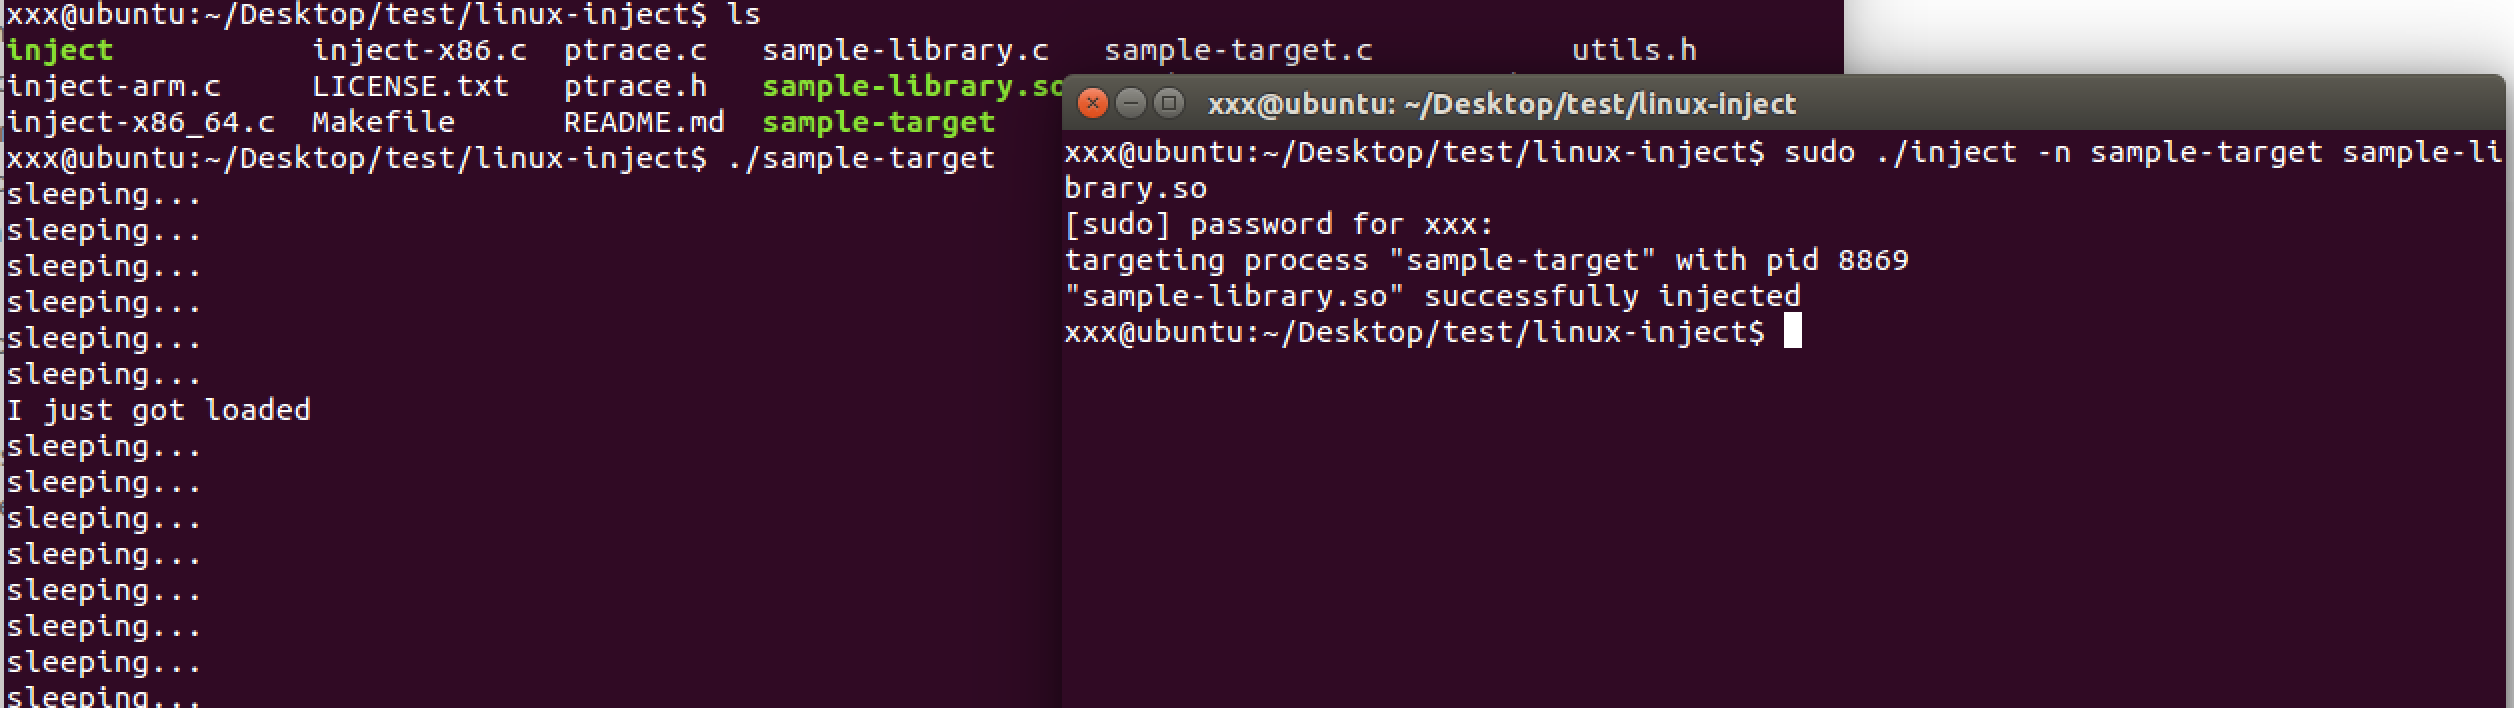 xxx@ubuntu:~/Desktop/test/linux-inject$ ls
inject inject-x86.c ptrace.c sample-library.c sample-target.c utils.h
inject-arm.c LICENSE.txt ptrace.h sample-library.so
inject-x86_64.c Makefile README.md sample-target
xxx@ubuntu:~/Desktop/test/linux-inject$ ./sample-target
sleeping...
sleeping...
sleeping...
sleeping...
sleeping...
sleeping...
I just got loaded
sleeping...
sleeping...
sleeping...
sleeping...
sleeping...
sleeping...
sleeping...
sleeping...
xxx@ubuntu: ~/Desktop/test/linux-inject
xxx@ubuntu:~/Desktop/test/linux-inject$ sudo ./inject -n sample-target sample-li
brary.so
[sudo] password for xxx:
targeting process "sample-target" with pid 8869
"sample-library.so" successfully injected
xxx@ubuntu:~/Desktop/test/linux-inject$